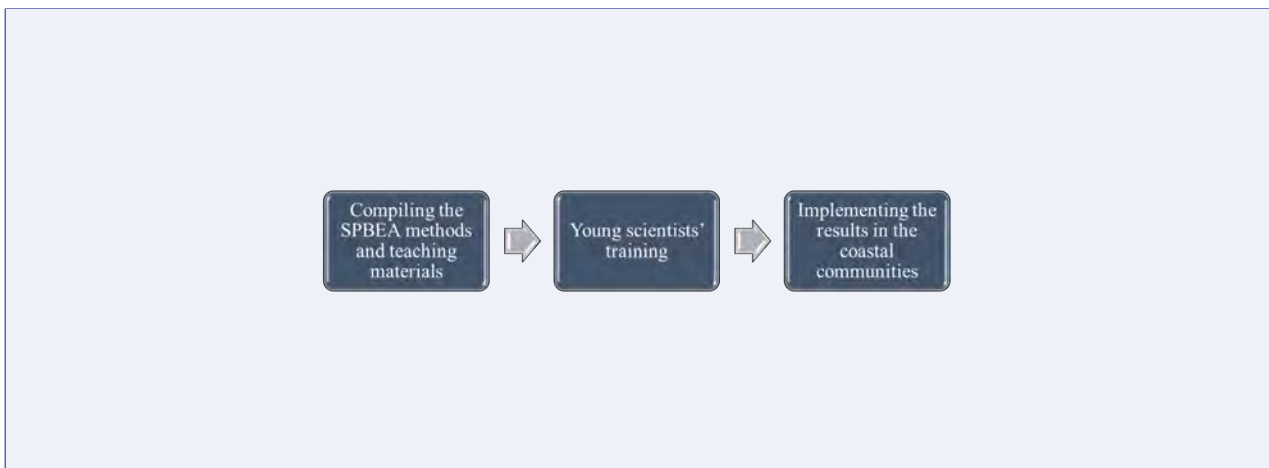 Compiling the
SPBEA methods
and teaching
materials
Young scientists’
training
Implementing the
results in the
coastal
communities